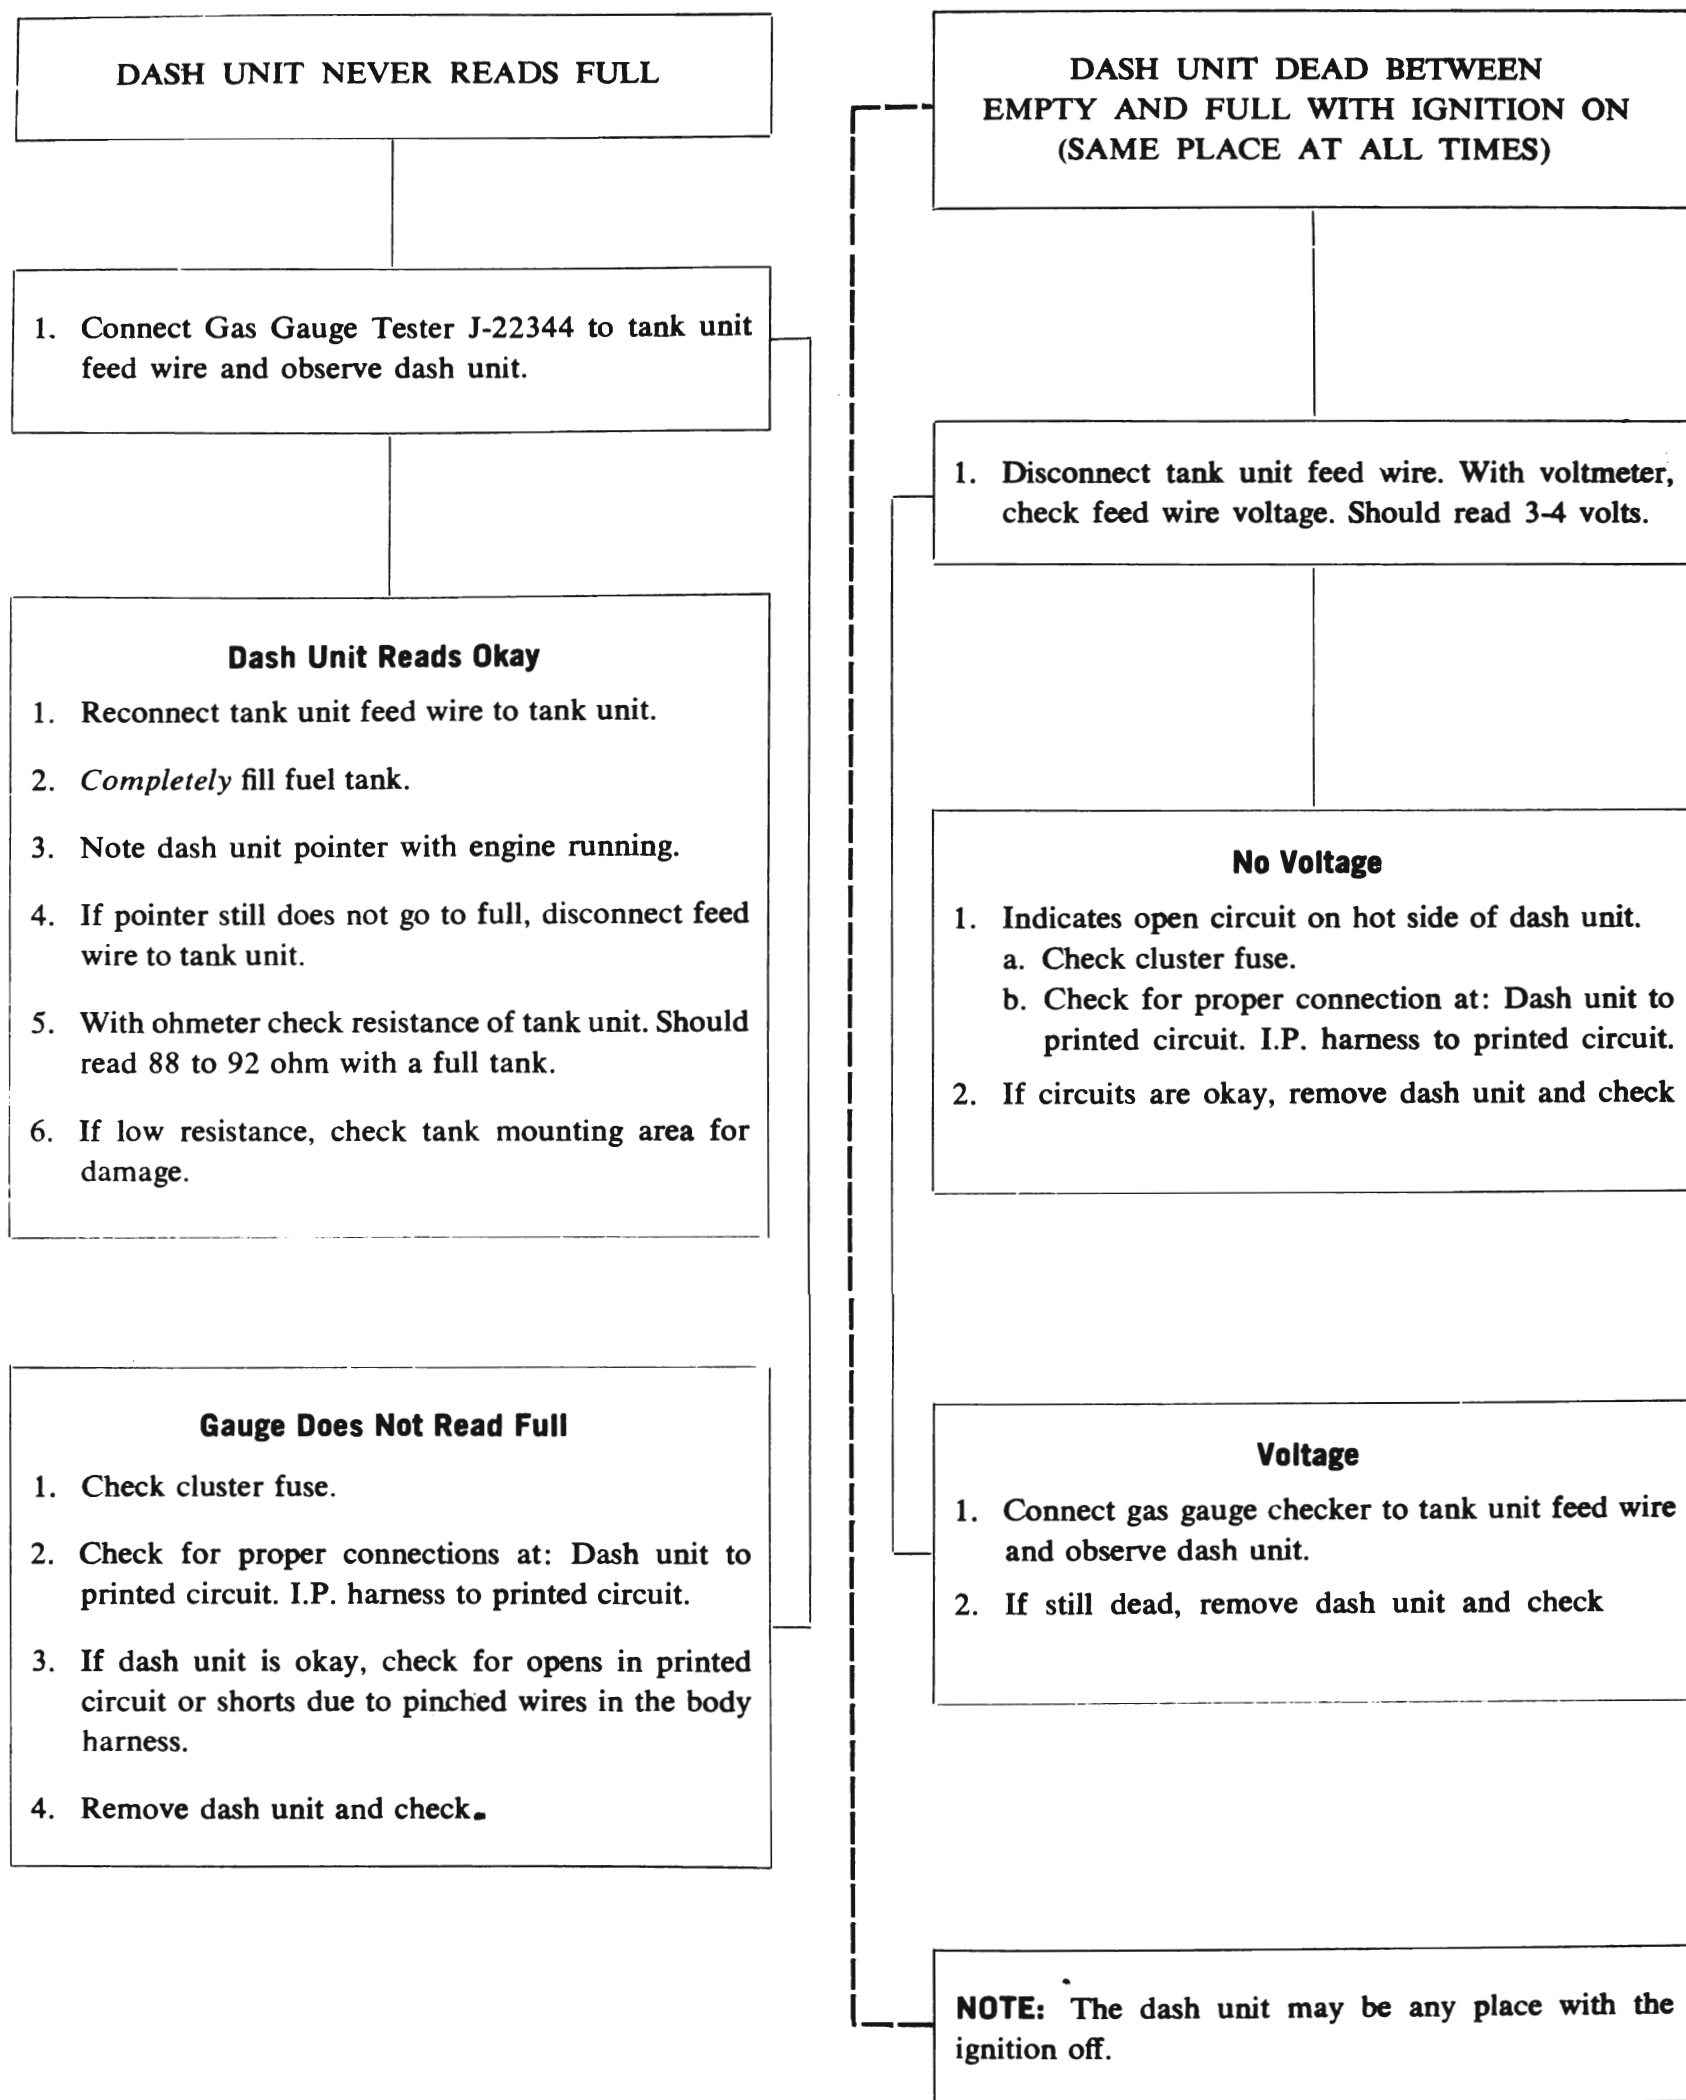 DASH UNIT NEVER READS FULL
1. Connect Gas Gauge Tester J-22344 to tank unit
feed wire and observe dash unit.
Dash Unit Reads Okay
1. Reconnect tank unit feed wire to tank unit.
2. Completely fill fuel tank.
3. Note dash unit pointer with engine running.
4. If pointer still does not go to full, disconnect feed
wire to tank unit.
5. With ohmeter check resistance of tank unit. Should
read 88 to 92 ohm with a full tank.
6. If low resistance, check tank mounting area for
damage.
Gauge Does Not Read Full
1. Check cluster fuse.
2. Check for proper connections at: Dash unit to
printed circuit. I.P. harness to printed circuit.
3. If dash unit is okay, check for opens in printed
circuit or shorts due to pinched wires in the body
harness.
4. Remove dash unit and check.
DASH UNIT DEAD BETWEEN
EMPTY AND FULL WITH IGNITION ON
(SAME PLACE AT ALL TIMES)
1. Disconnect tank unit feed wire. With voltmeter,
check feed wire voltage. Should read 3-4 volts.
No Voltage
1. Indicates open circuit on hot side of dash unit.
a. Check cluster fuse.
b. Check for proper connection at: Dash unit to
printed circuit. I.P. harness to printed circuit.
2. If circuits are okay, remove dash unit and check
Voltage
1. Connect gas gauge checker to tank unit feed wire
and observe dash unit.
2. If still dead, remove dash unit and check
NOTE: The dash unit may be any place with the
ignition off.